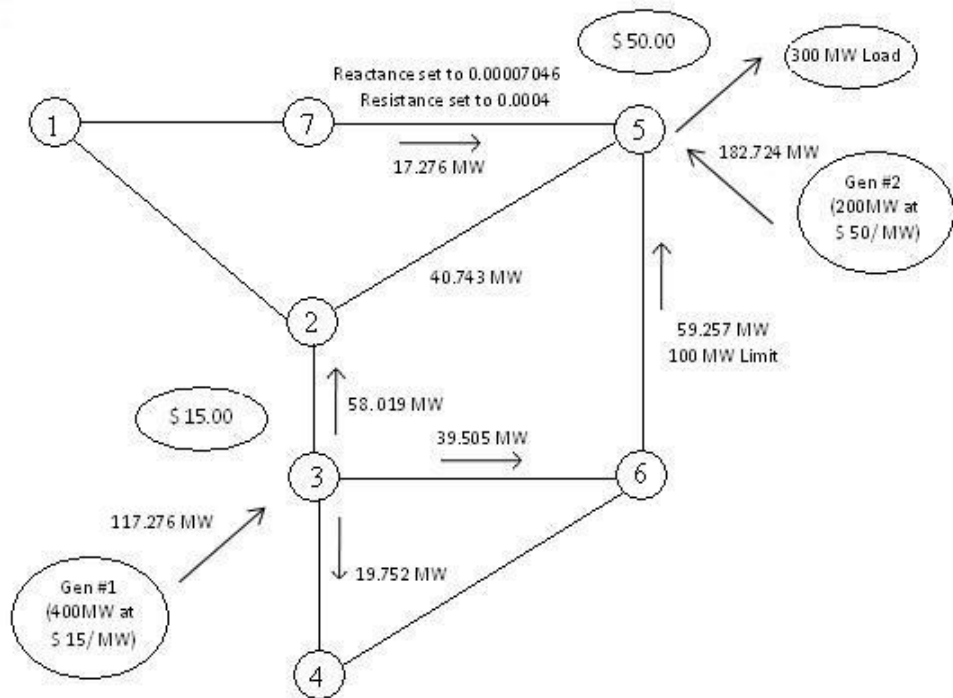 $ 50.00
300 MW Load
Reactance set to 0.00007046
Resistance set to 0.0004
1
7
5
17.276 MW
182.724 MW
Gen #2
(200MW at
$ 50/ MW)
40.743 MW
2
59.257 MW
100 MW Limit
$ 15.00
58.019 MW
39.505 MW
3
6
117.276 MW
19.752 MW
Gen #1
(400MW at
$ 15/ MW)
4